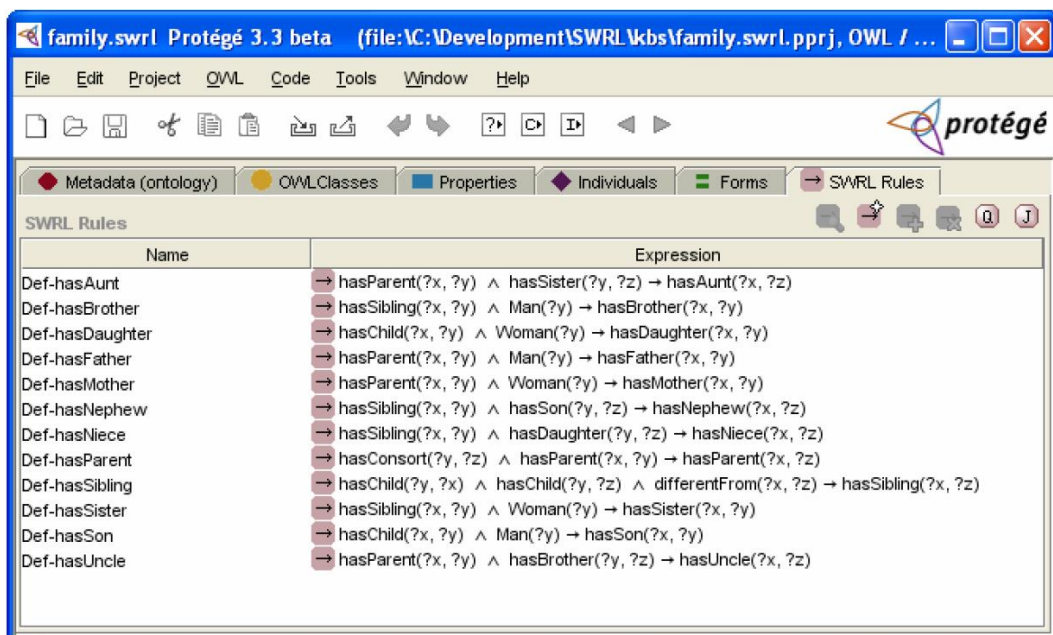 family.swrl Protégé 3.3 beta (file:\C:\Development\SWRL\kbs\family.swrl.pprj, OWL / ...
File Edit Project OWL Code Tools Window Help
protégé
Metadata (ontology) OWLClasses Properties Individuals Forms → SWRL Rules
SWRL Rules Q J
Name Expression
Def-hasAunt → hasParent(?x, ?y) ∧ hasSister(?y, ?z) → hasAunt(?x, ?z)
Def-hasBrother → hasSibling(?x, ?y) ∧ Man(?y) → hasBrother(?x, ?y)
Def-hasDaughter → hasChild(?x, ?y) ∧ Woman(?y) → hasDaughter(?x, ?y)
Def-hasFather → hasParent(?x, ?y) ∧ Man(?y) → hasFather(?x, ?y)
Def-hasMother → hasParent(?x, ?y) ∧ Woman(?y) → hasMother(?x, ?y)
Def-hasNephew → hasSibling(?x, ?y) ∧ hasSon(?y, ?z) → hasNephew(?x, ?z)
Def-hasNiece → hasSibling(?x, ?y) ∧ hasDaughter(?y, ?z) → hasNiece(?x, ?z)
Def-hasParent → hasConsort(?y, ?z) ∧ hasParent(?x, ?y) → hasParent(?x, ?z)
Def-hasSibling → hasChild(?y, ?x) ∧ hasChild(?y, ?z) ∧ differentFrom(?x, ?z) → hasSibling(?x, ?z)
Def-hasSister → hasSibling(?x, ?y) ∧ Woman(?y) → hasSister(?x, ?y)
Def-hasSon → hasChild(?x, ?y) ∧ Man(?y) → hasSon(?x, ?y)
Def-hasUncle → hasParent(?x, ?y) ∧ hasBrother(?y, ?z) → hasUncle(?x, ?z)